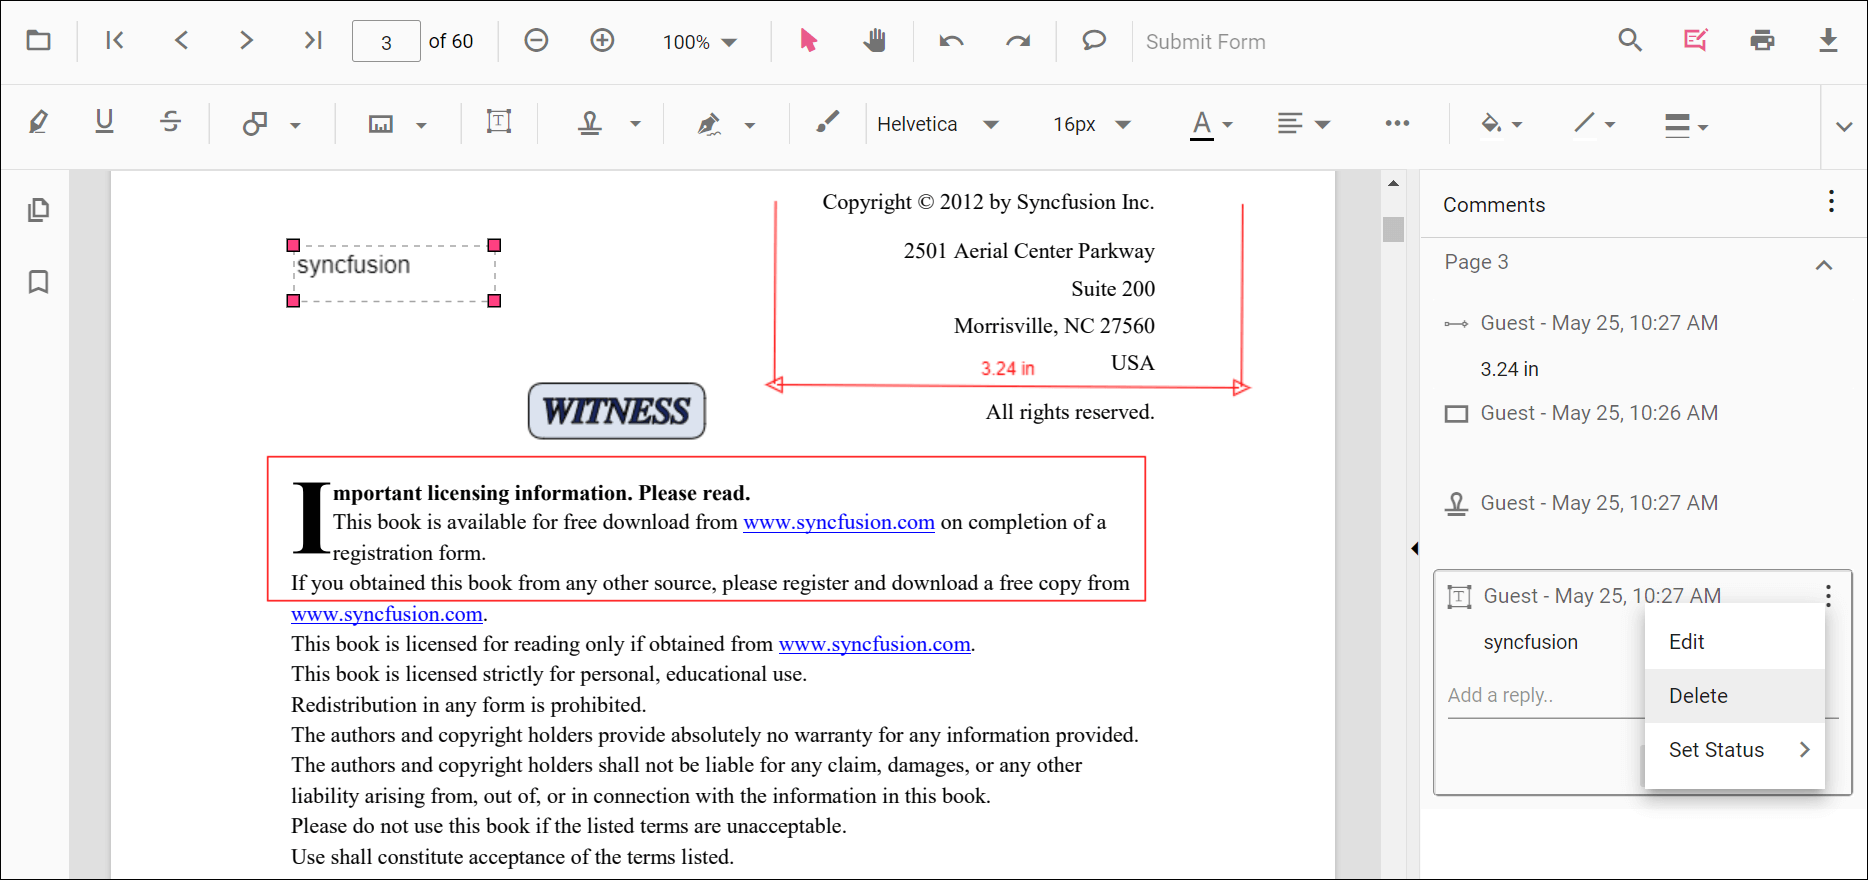 3 of 60 100% Submit Form
Helvetica 16px A
Copyright © 2012 by Syncfusion Inc.
2501 Aerial Center Parkway
Suite 200
Morrisville, NC 27560
USA
3.24 in
All rights reserved.
syncfusion
WITNESS
Important licensing information. Please read.
This book is available for free download from www.syncfusion.com on completion of a
registration form.
If you obtained this book from any other source, please register and download a free copy from
www.syncfusion.com.
This book is licensed for reading only if obtained from www.syncfusion.com.
This book is licensed strictly for personal, educational use.
Redistribution in any form is prohibited.
The authors and copyright holders provide absolutely no warranty for any information provided.
The authors and copyright holders shall not be liable for any claim, damages, or any other
liability arising from, out of, or in connection with the information in this book.
Please do not use this book if the listed terms are unacceptable.
Use shall constitute acceptance of the terms listed.
Comments
Page 3
Guest - May 25, 10:27 AM
3.24 in
Guest - May 25, 10:26 AM
Guest - May 25, 10:27 AM
Guest - May 25, 10:27 AM
syncfusion
Add a reply..
Edit
Delete
Set Status